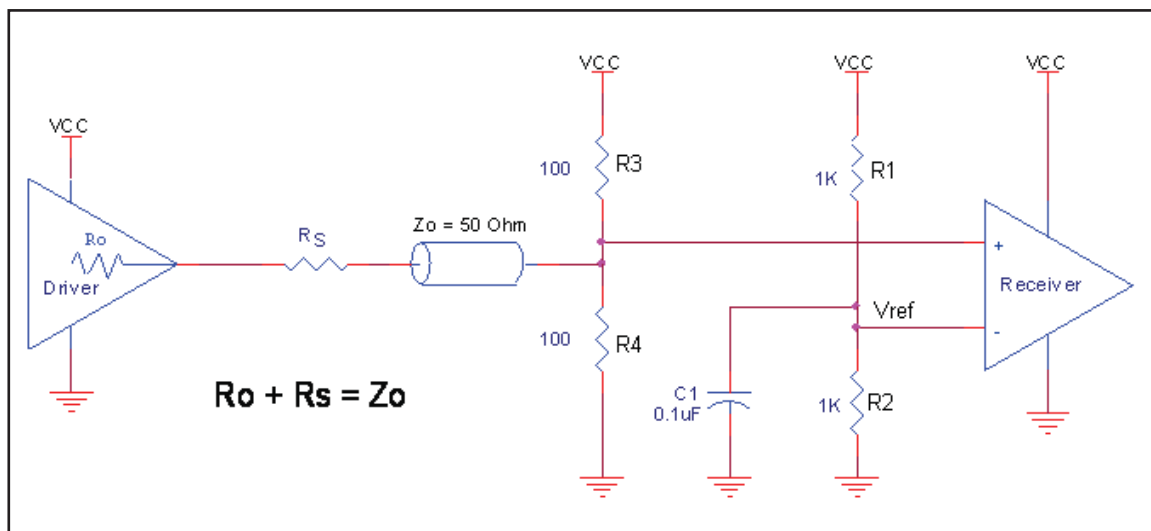 VCC
VCC
VCC
VCC
R3
100
R1
1K
Zo = 50 Ohm
RS
Ro
Driver
+
Receiver
Vref
-
R4
100
C1
0.1uF
R2
1K
Ro + Rs = Zo